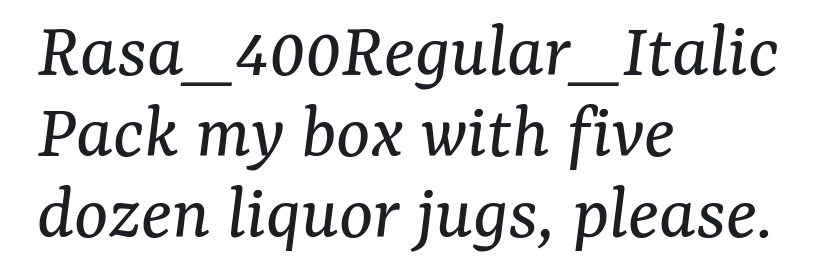 Rasa_400Regular_Italic
Pack my box with five
dozen liquor jugs, please.